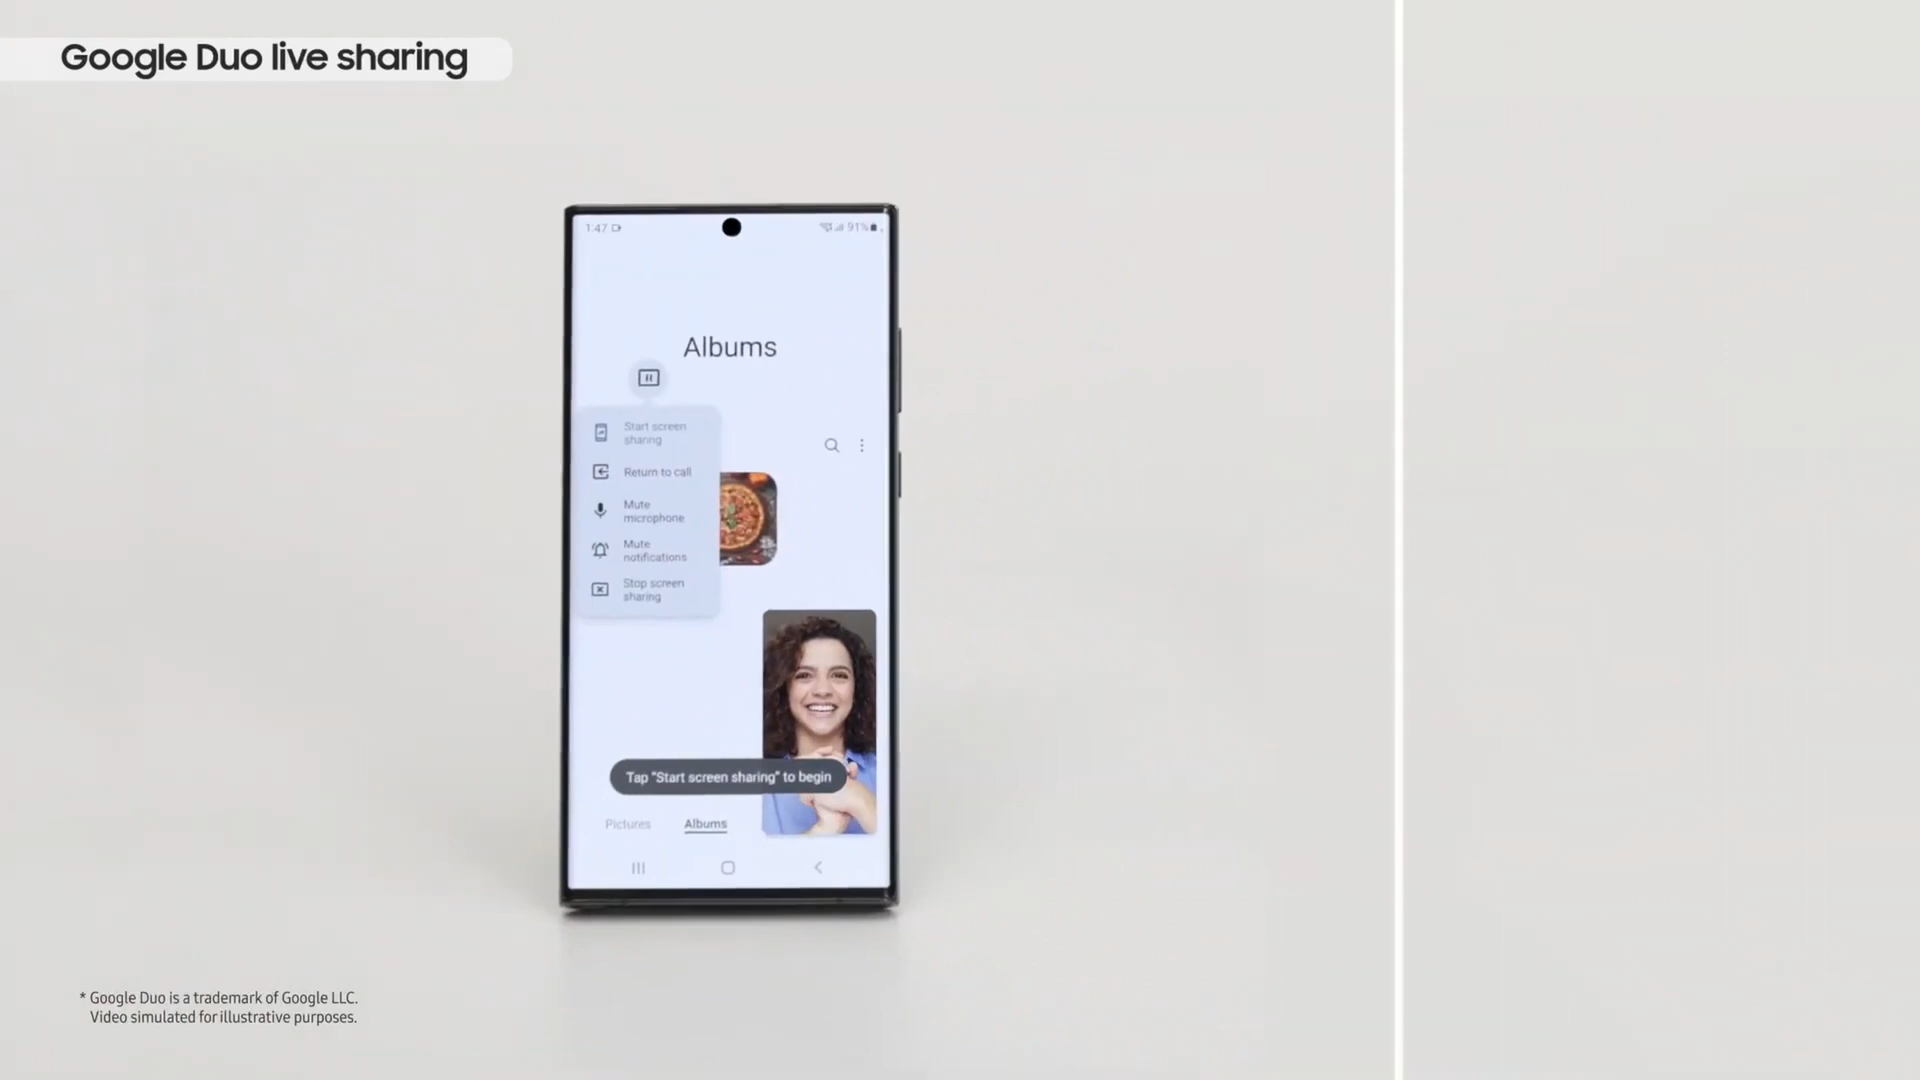 Google Duo live sharing
1:47
91%
Albums
Start screen
sharing
Return to call
Mute
microphone
Mute
notifications
Stop screen
sharing
Tap “Start screen sharing” to begin
Pictures
Albums
* Google Duo is a trademark of Google LLC.
Video simulated for illustrative purposes.